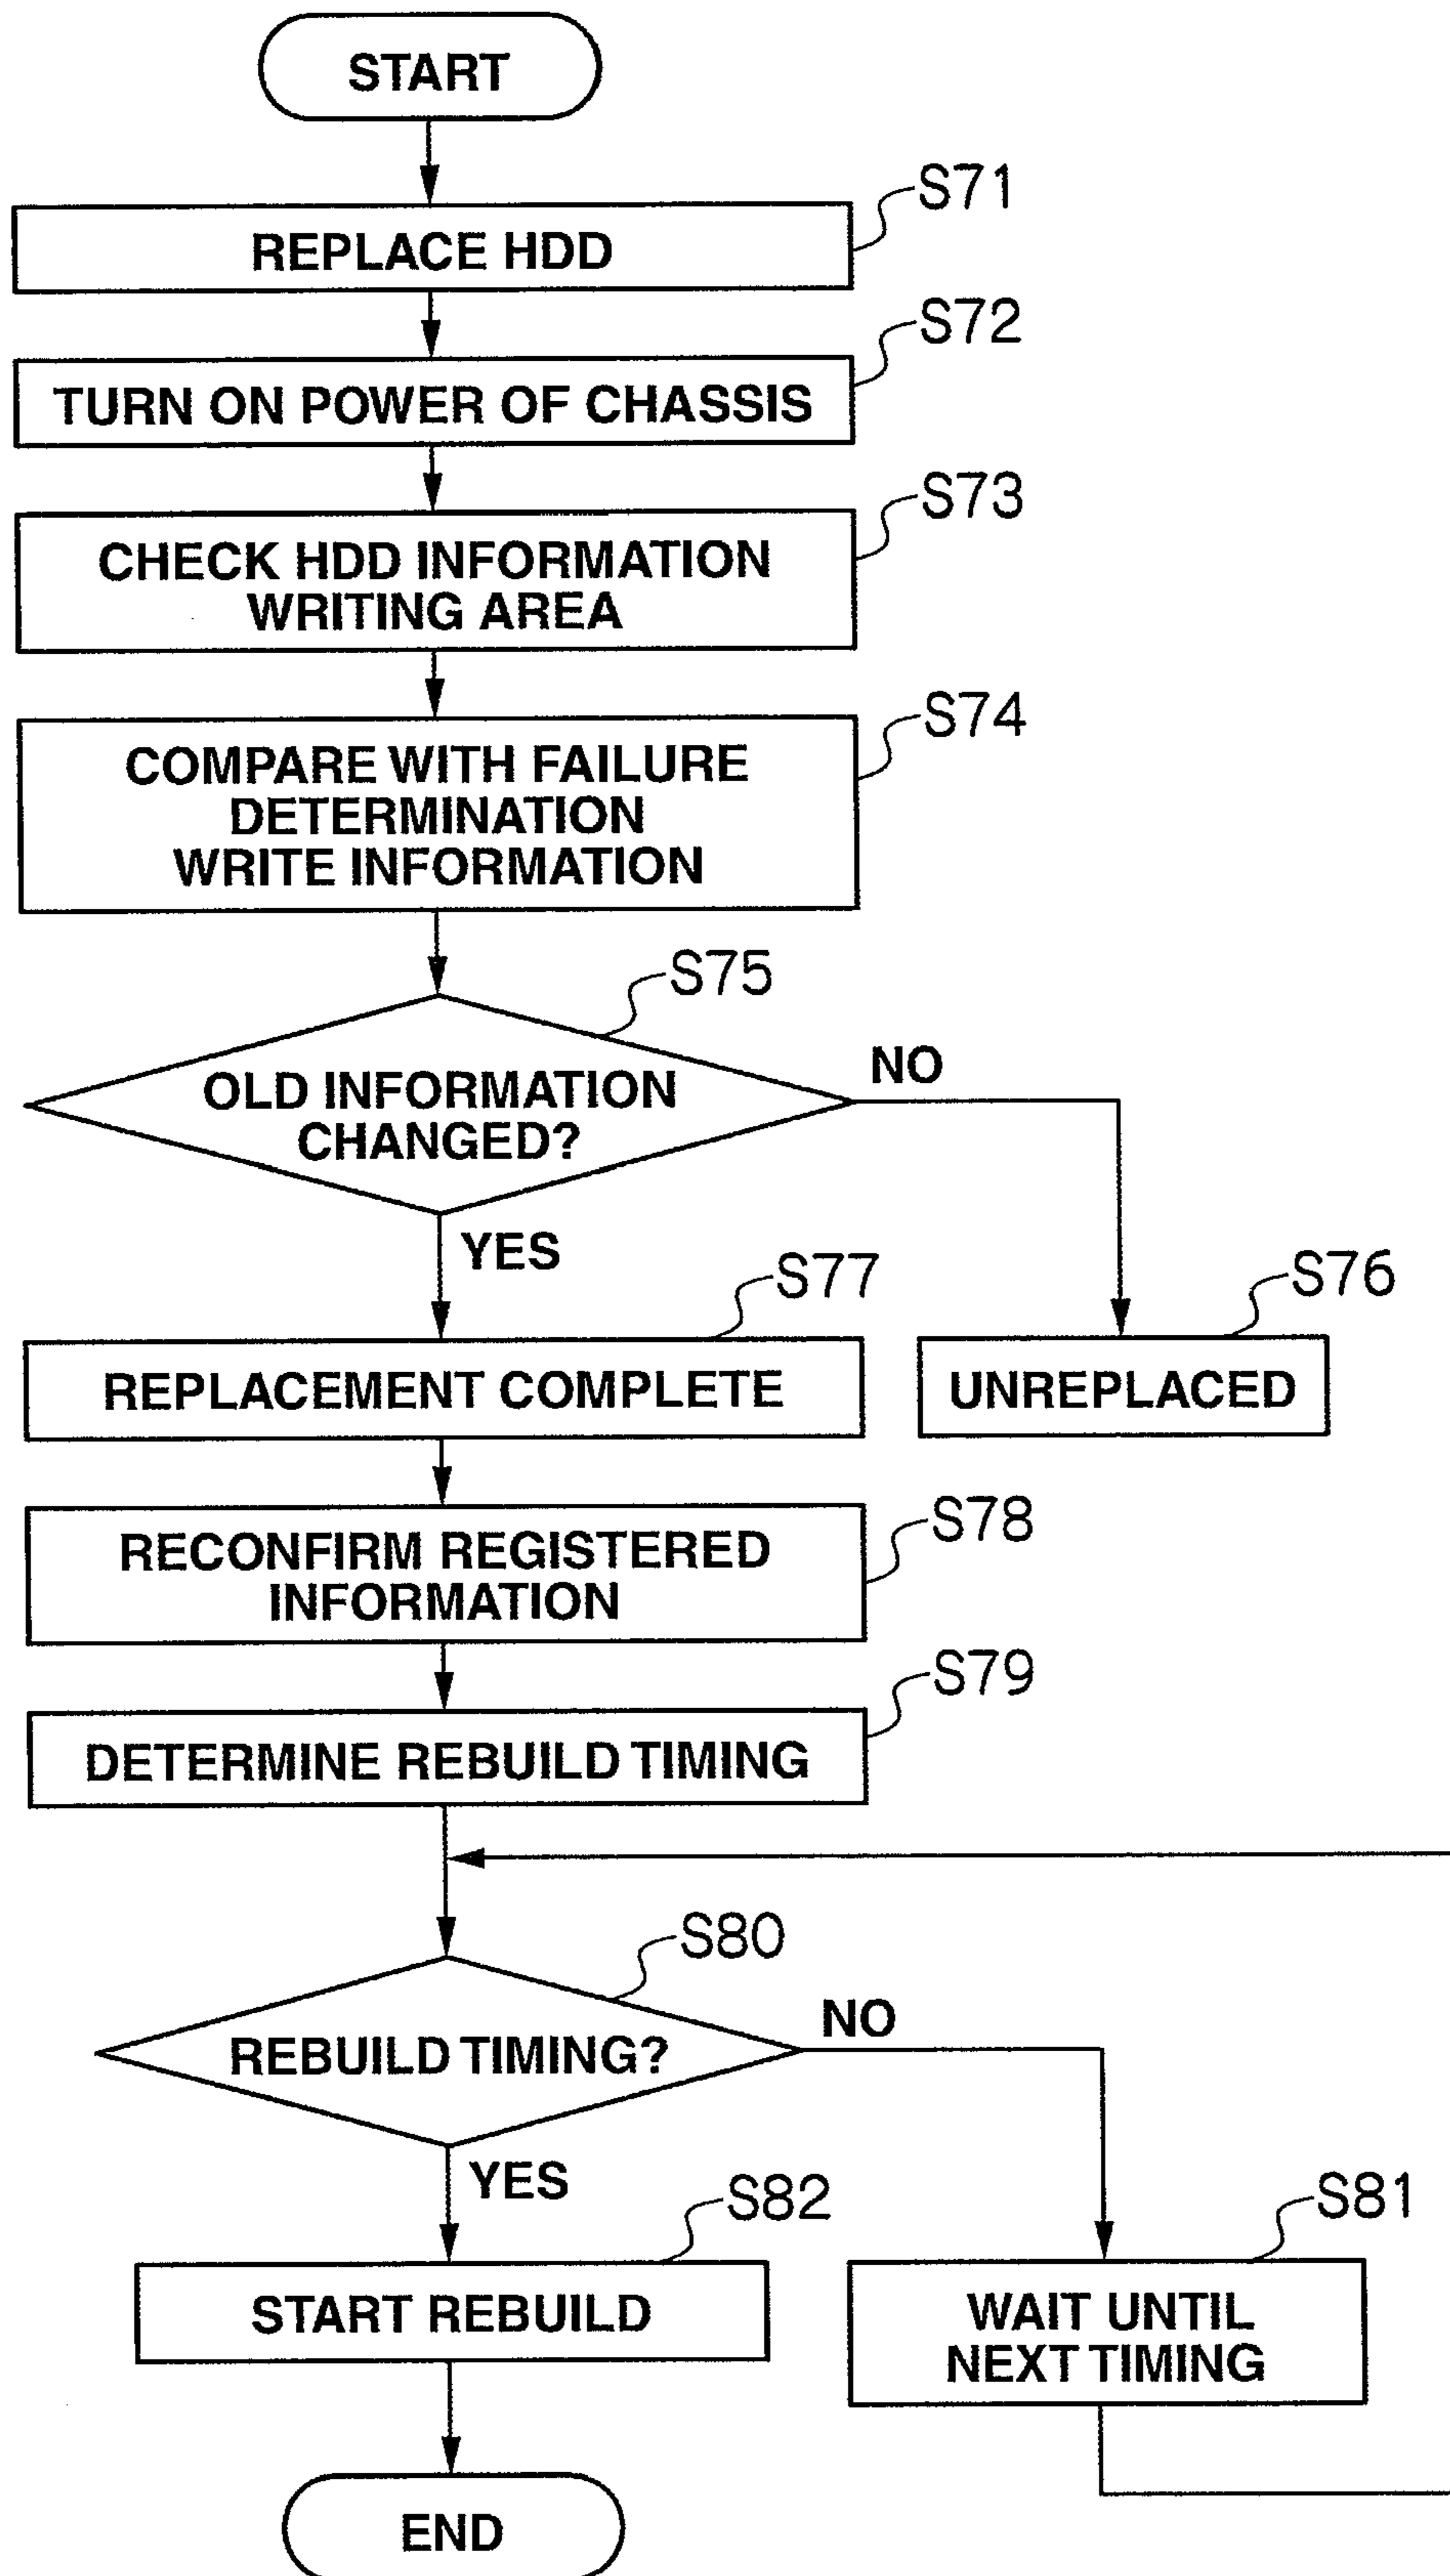 START
S71
REPLACE HDD
S72
TURN ON POWER OF CHASSIS
S73
CHECK HDD INFORMATION
WRITING AREA
S74
COMPARE WITH FAILURE
DETERMINATION
WRITE INFORMATION
S75
OLD INFORMATION
CHANGED?
NO
YES
S77
S76
REPLACEMENT COMPLETE
UNREPLACED
S78
RECONFIRM REGISTERED
INFORMATION
S79
DETERMINE REBUILD TIMING
S80
REBUILD TIMING?
NO
YES
S82
S81
START REBUILD
WAIT UNTIL
NEXT TIMING
END